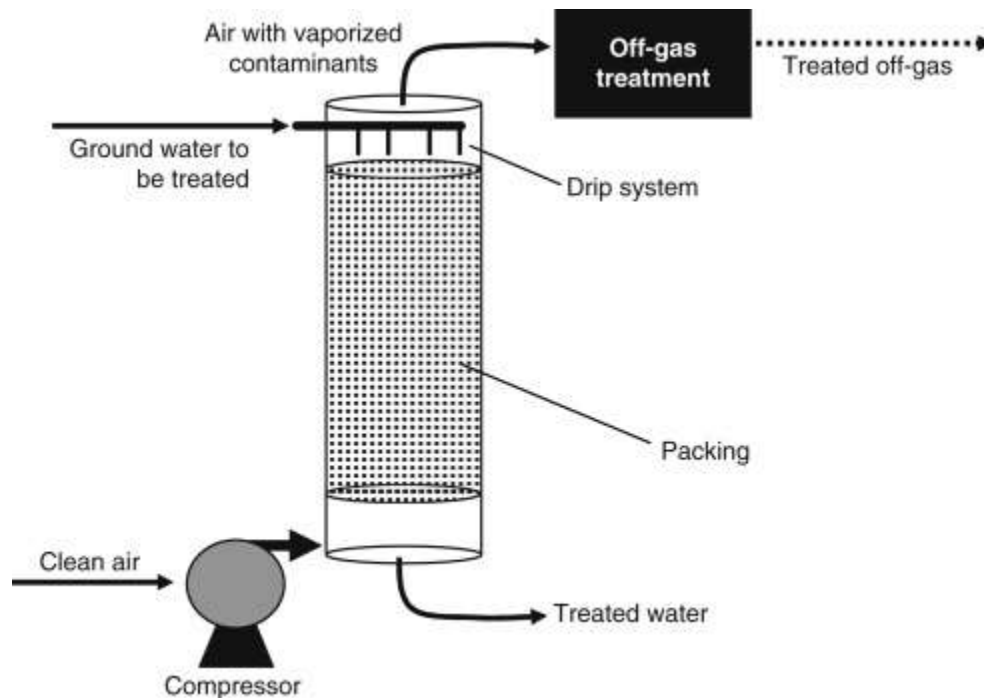 Air with vaporized
contaminants
Off-gas
treatment
Treated off-gas
Ground water to
be treated
Drip system
Packing
Clean air
Treated water
Compressor